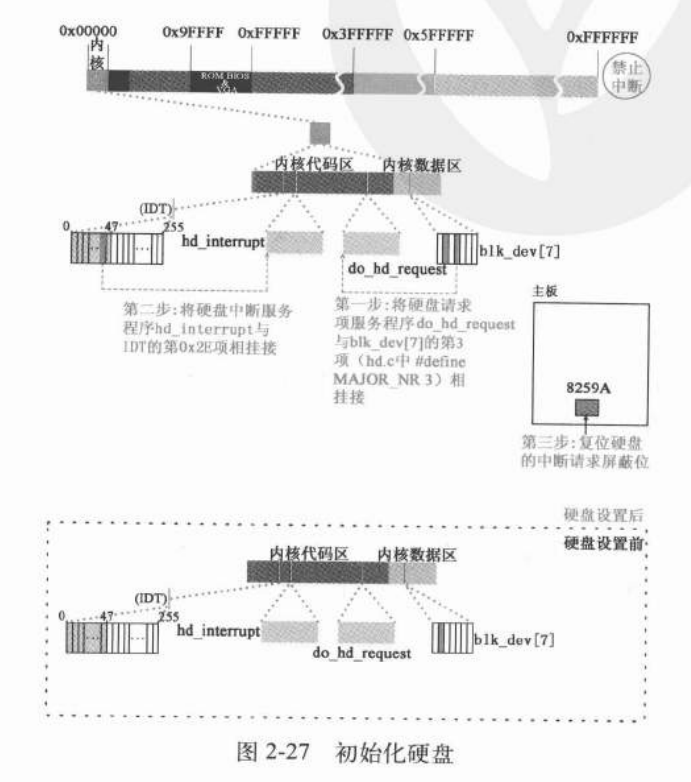 0x00000 0x9FFFF 0xFFFFF 0x3FFFFF 0x5FFFFF 0xFFFFFF
内
核
ROM BIOS
&
VGA
禁止
中断
内核代码区 内核数据区
(IDT)
0 47 255
hd_interrupt
do_hd_request
blk_dev[7]
第二步:将硬盘中断服务
程序hd_interrupt与
IDT的第0x2E项相挂接
第一步:将硬盘请求
项服务程序do_hd_request
与blk_dev[7]的第3
项（hd.c中 #define
MAJOR_NR 3）相
挂接
主板
8259A
第三步:复位硬盘
的中断请求屏蔽位
硬盘设置后
硬盘设置前
内核代码区 内核数据区
(IDT)
0 47 255
hd_interrupt
do_hd_request
blk_dev[7]
图 2-27 初始化硬盘